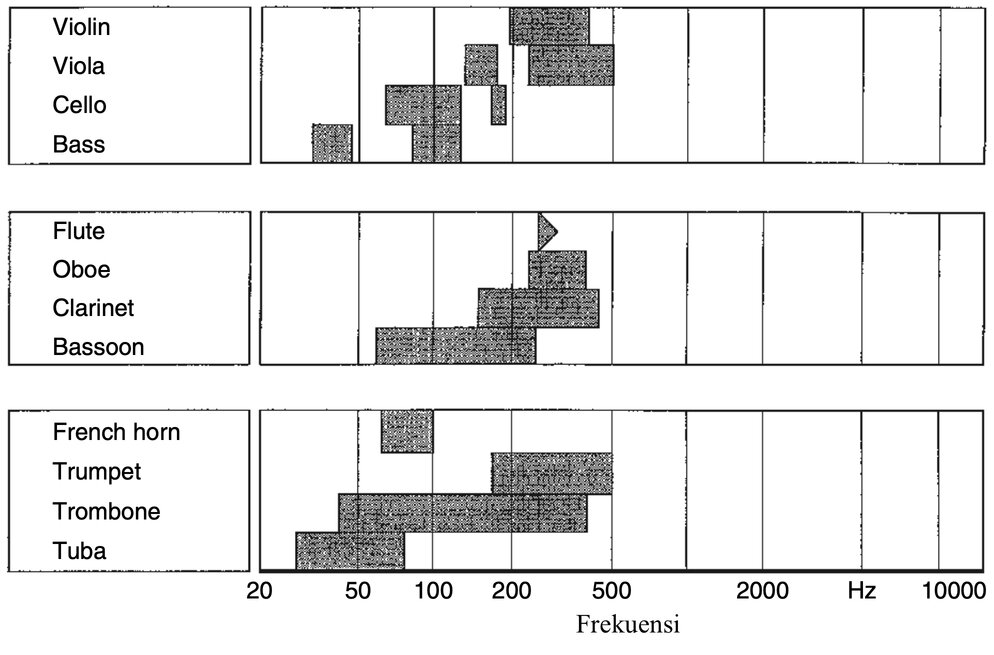 Violin
Viola
Cello
Bass
Flute
Oboe
Clarinet
Bassoon
French horn
Trumpet
Trombone
Tuba
20 50 100 200 500 2000 Hz 10000
Frekuensi